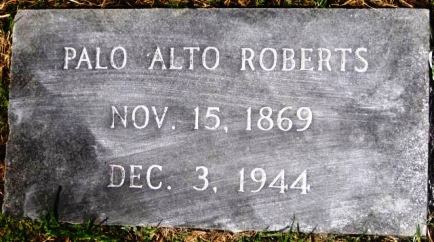 PALO ALTO ROBERTS
NOV. 15, 1869
DEC. 3, 1944